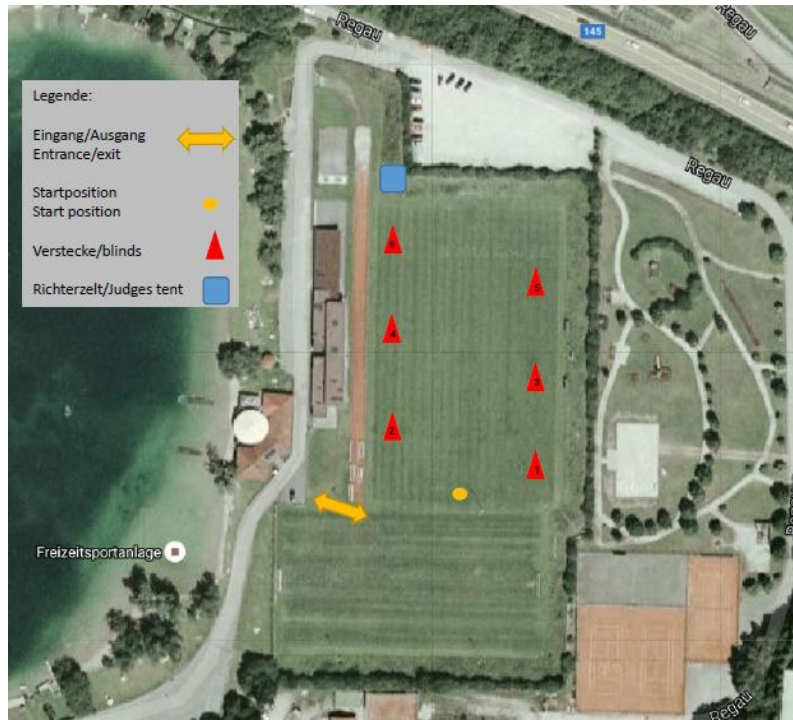 Regau
Regau
145
Legende:
Eingang/Ausgang
Entrance/exit
Startposition
Start position
Verstecke/blinds
Richterzelt/Judges tent
Regau
6
5
4
3
2
1
Freizeitsportanlage
Regau